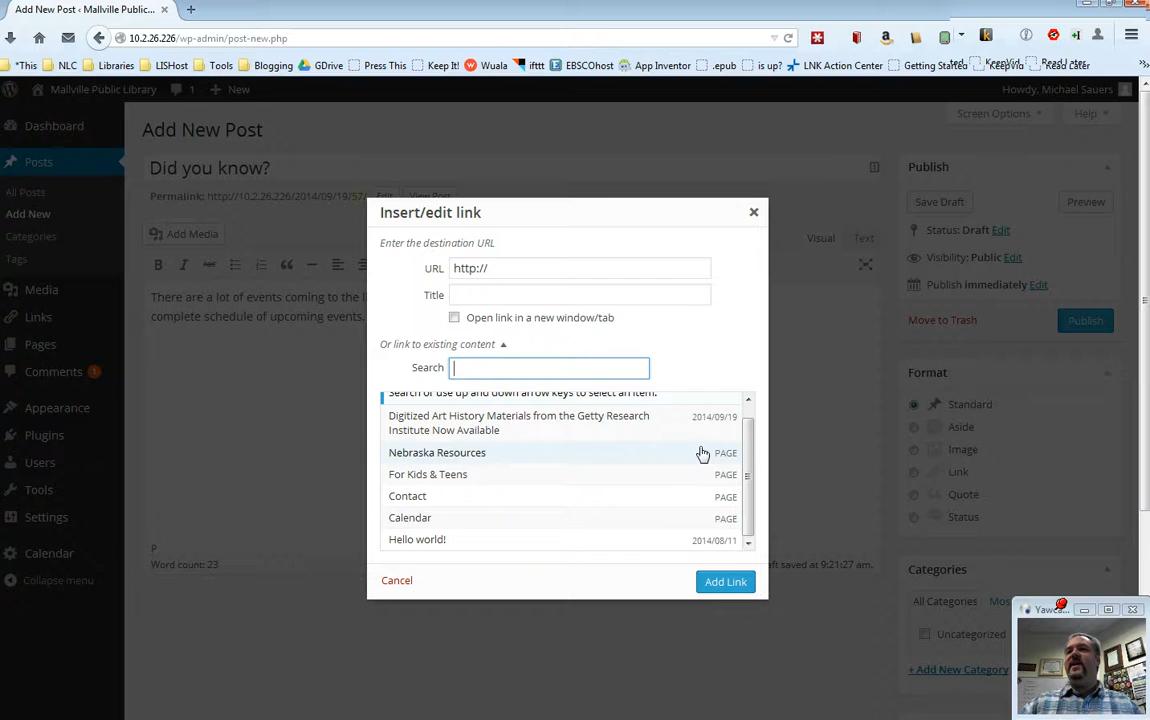 Add New Post ‹ Mallville Public...
10.2.26.226/wp-admin/post-new.php
*This NLC Libraries LISHost Tools Blogging GDrive Press This Keep It! Wuala ifttt EBSCOhost App Inventor .epub is up? LNK Action Center Getting Started KeepVid Read Later
Mallville Public Library 1 New Howdy, Michael Sauers
Dashboard
Posts
All Posts
Add New
Categories
Tags
Media
Links
Pages
Comments 1
Appearance
Plugins
Users
Tools
Settings
Calendar
Collapse menu
Screen Options Help
Add New Post
Did you know?
Permalink: http://10.2.26.226/2014/09/19/57/ Edit View Post
Add Media
Visual Text
B I ABC
There are a lot of events coming to the l
complete schedule of upcoming events.
P
Word count: 23
aft saved at 9:21:27 am.
Insert/edit link
Enter the destination URL
URL http://
Title
Open link in a new window/tab
Or link to existing content
Search
Search or use up and down arrow keys to select an item.
Digitized Art History Materials from the Getty Research 2014/09/19
Institute Now Available
Nebraska Resources PAGE
For Kids & Teens PAGE
Contact PAGE
Calendar PAGE
Hello world! 2014/08/11
Cancel Add Link
Publish
Save Draft Preview
Status: Draft Edit
Visibility: Public Edit
Publish immediately Edit
Move to Trash Publish
Format
Standard
Aside
Image
Link
Quote
Status
Categories
All Categories Mos
Uncategorized
+ Add New Category
Yawc